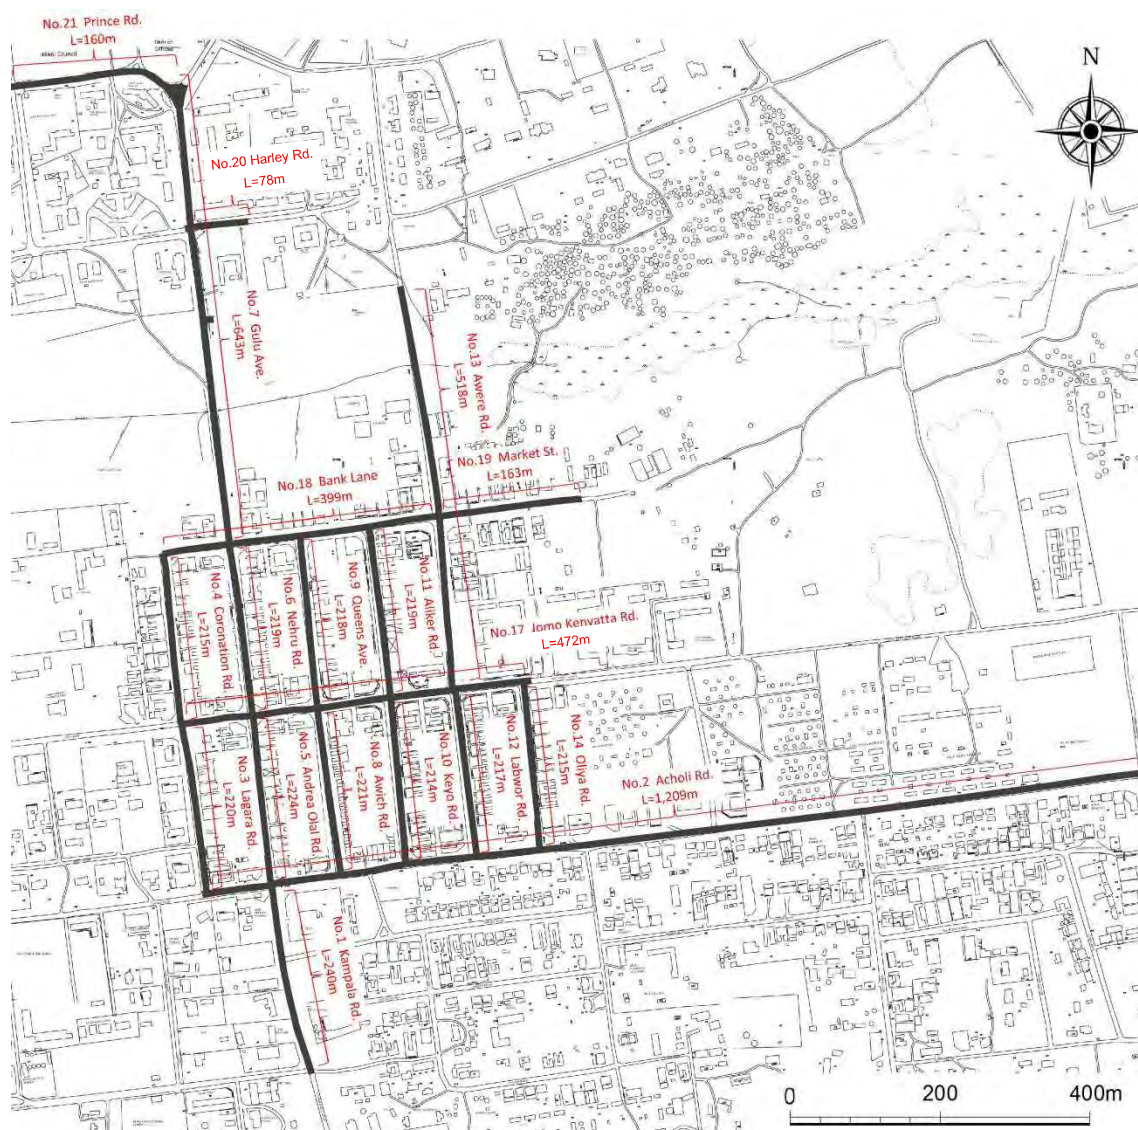 No.21 Prince Rd.
L=160m
N
No.20 Harley Rd.
L=78m
No.7 Gulu Ave.
L=643m
No.13 Awere Rd.
L=518m
No.19 Market St.
L=163m
No.18 Bank Lane
L=399m
No.4 Coronation Rd.
L=215m
No.6 Nehru Rd.
L=219m
No.9 Queens Ave.
L=218m
No.11 Aliker Rd.
L=219m
No.17 Jomo Kenvatta Rd.
L=472m
No.3 Lagara Rd.
L=220m
No.5 Andrea Olal Rd.
L=224m
No.8 Awich Rd.
L=221m
No.10 Keyo Rd.
L=214m
No.12 Labwor Rd.
L=217m
No.14 Oliya Rd.
L=215m
No.2 Acholi Rd.
L=1,209m
No.1 Kampala Rd.
L=240m
0 200 400m